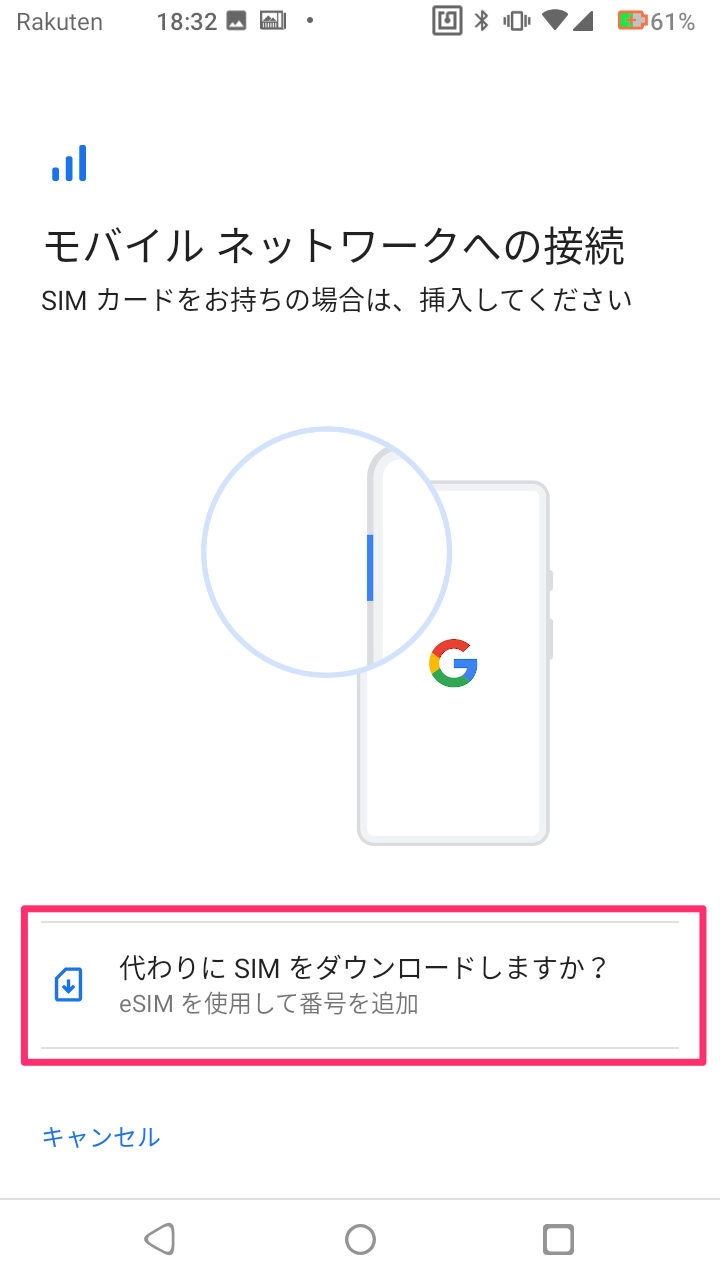 Rakuten 18:32 61%
モバイル ネットワークへの接続
SIM カードをお持ちの場合は、挿入してください
代わりに SIM をダウンロードしますか？
eSIM を使用して番号を追加
キャンセル